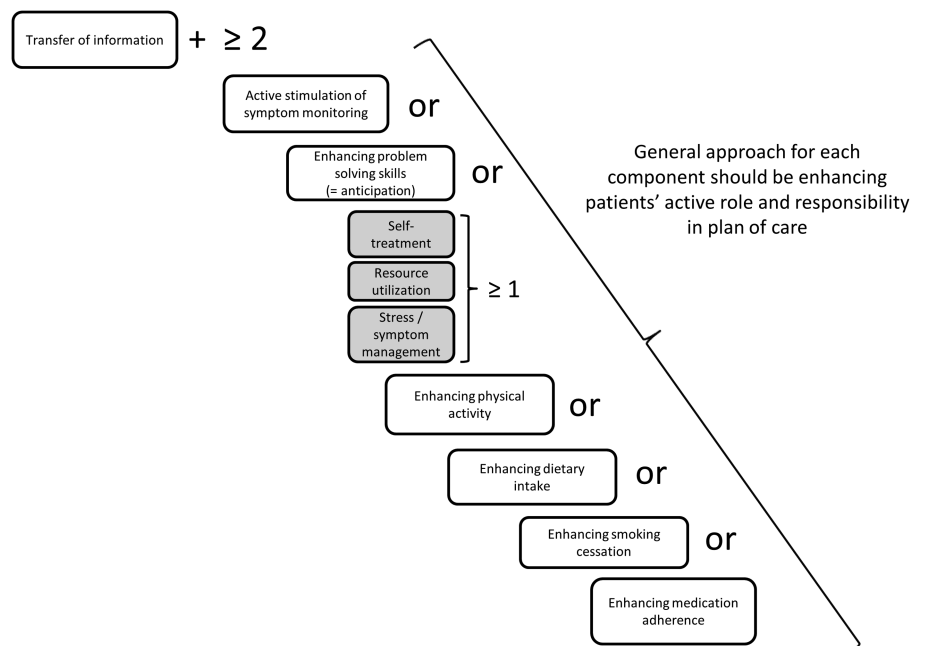 Transfer of information + ≥ 2
Active stimulation of
symptom monitoring
or
Enhancing problem
solving skills
(= anticipation)
or
Self-
treatment
Resource
utilization
Stress /
symptom
management
≥ 1
Enhancing physical
activity
or
Enhancing dietary
intake
or
Enhancing smoking
cessation
or
Enhancing medication
adherence
General approach for each
component should be enhancing
patients’ active role and responsibility
in plan of care